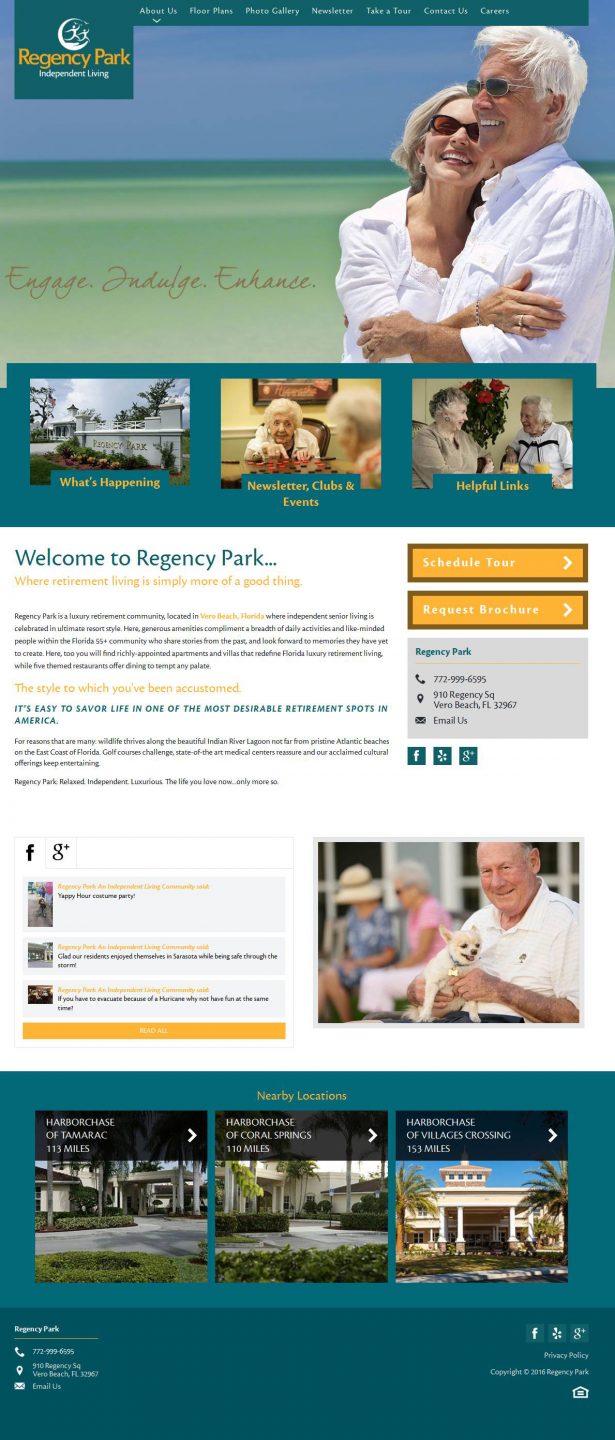 About Us Floor Plans Photo Gallery Newsletter Take a Tour Contact Us Careers
Regency Park
Independent Living
Engage. Indulge. Enhance.
REGENCY PARK
What's Happening
Newsletter, Clubs &
Events
Helpful Links
Welcome to Regency Park...
Where retirement living is simply more of a good thing.
Regency Park is a luxury retirement community, located in Vero Beach, Florida where independent senior living is
celebrated in ultimate resort style. Here, generous amenities compliment a breadth of daily activities and like-minded
people within the Florida 55+ community who share stories from the past, and look forward to memories they have yet
to create. Here, too you will find richly-appointed apartments and villas that redefine Florida luxury retirement living,
while five themed restaurants offer dining to tempt any palate.
The style to which you've been accustomed.
IT'S EASY TO SAVOR LIFE IN ONE OF THE MOST DESIRABLE RETIREMENT SPOTS IN
AMERICA.
For reasons that are many: wildlife thrives along the beautiful Indian River Lagoon not far from pristine Atlantic beaches
on the East Coast of Florida. Golf courses challenge, state-of-the art medical centers reassure and our acclaimed cultural
offerings keep entertaining.
Regency Park: Relaxed. Independent. Luxurious. The life you love now...only more so.
Schedule Tour
Request Brochure
Regency Park
772-999-6595
910 Regency Sq
Vero Beach, FL 32967
Email Us
f g+
f g+
Regency Park An Independent Living Community said:
Yappy Hour costume party!
Regency Park An Independent Living Community said:
Glad our residents enjoyed themselves in Sarasota while being safe through the
storm!
Regency Park An Independent Living Community said:
If you have to evacuate because of a Huricane why not have fun at the same
time?
READ ALL
Nearby Locations
HARBORCHASE
OF TAMARAC
113 MILES
HARBORCHASE
OF CORAL SPRINGS
110 MILES
HARBORCHASE
OF VILLAGES CROSSING
153 MILES
Regency Park
772-999-6595
910 Regency Sq
Vero Beach, FL 32967
Email Us
f g+
Privacy Policy
Copyright © 2016 Regency Park